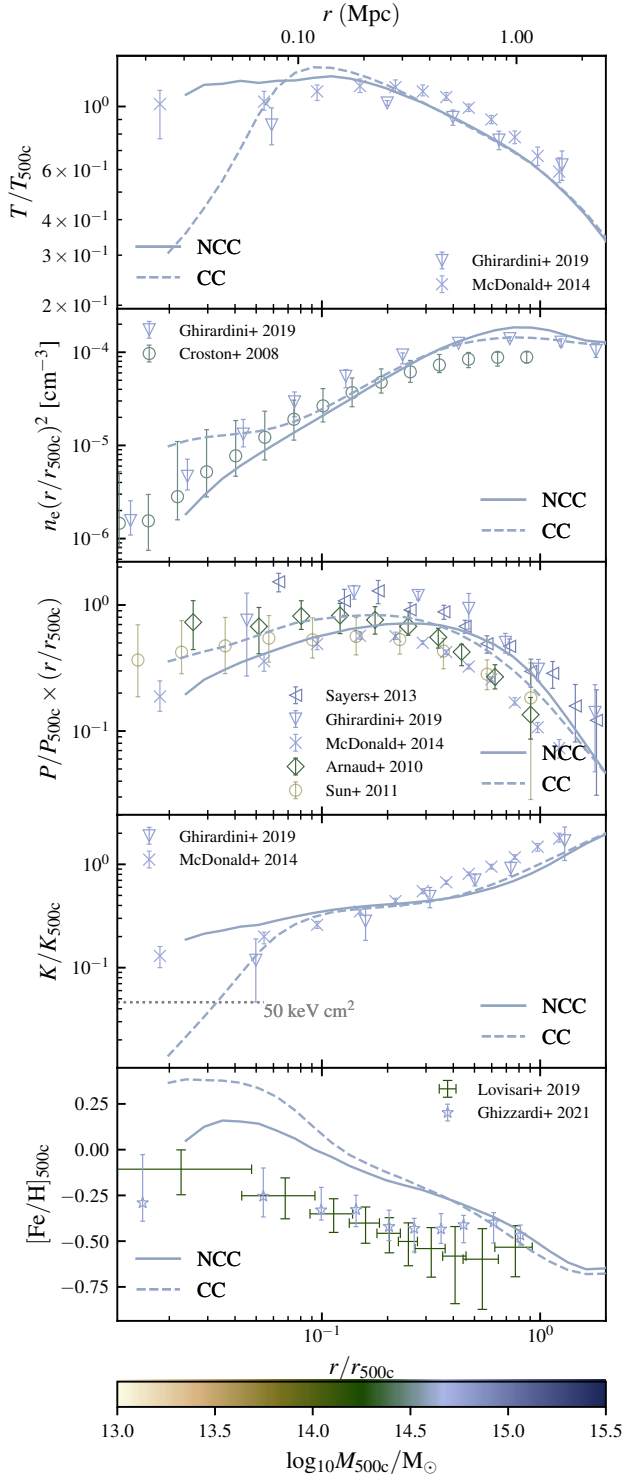 r (Mpc)
0.10 1.00
T/T500c
10^0
6 × 10^−1
4 × 10^−1
3 × 10^−1
2 × 10^−1
NCC
CC
Ghirardini+ 2019
McDonald+ 2014
ne(r/r500c)^2 [cm^−3]
10^−4
10^−5
10^−6
Ghirardini+ 2019
Croston+ 2008
NCC
CC
P/P500c × (r/r500c)
10^0
10^−1
Sayers+ 2013
Ghirardini+ 2019
McDonald+ 2014
Arnaud+ 2010
Sun+ 2011
NCC
CC
K/K500c
10^0
10^−1
Ghirardini+ 2019
McDonald+ 2014
50 keV cm^2
NCC
CC
[Fe/H]500c
0.25
0.00
−0.25
−0.50
−0.75
Lovisari+ 2019
Ghizzardi+ 2021
NCC
CC
10^−1 10^0
r/r500c
13.0 13.5 14.0 14.5 15.0 15.5
log10M500c/M⊙